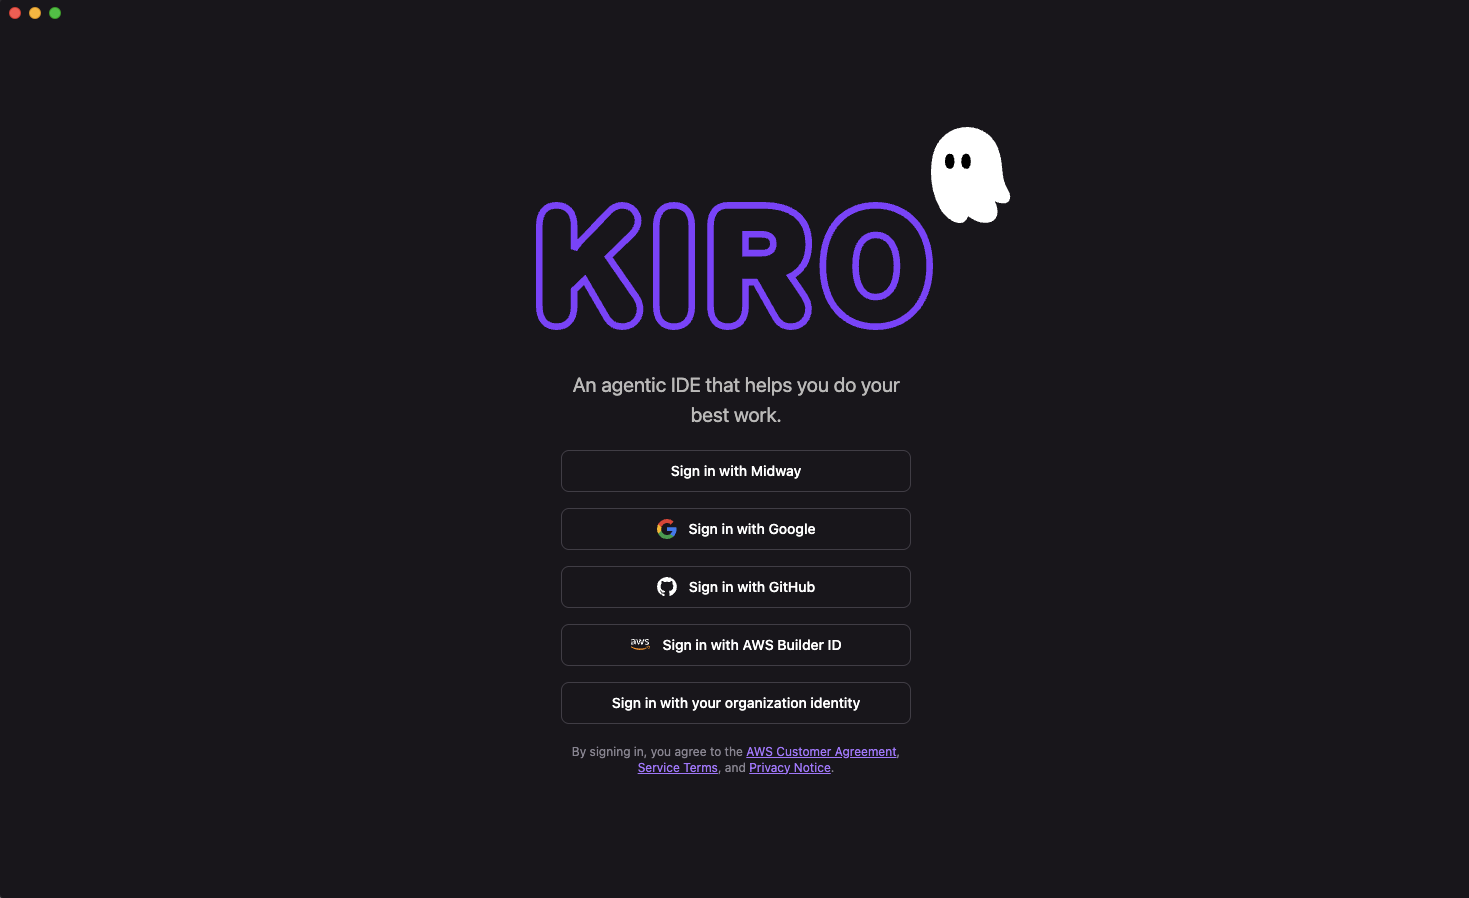 KIRO
An agentic IDE that helps you do your
best work.
Sign in with Midway
Sign in with Google
Sign in with GitHub
aws Sign in with AWS Builder ID
Sign in with your organization identity
By signing in, you agree to the AWS Customer Agreement,
Service Terms, and Privacy Notice.